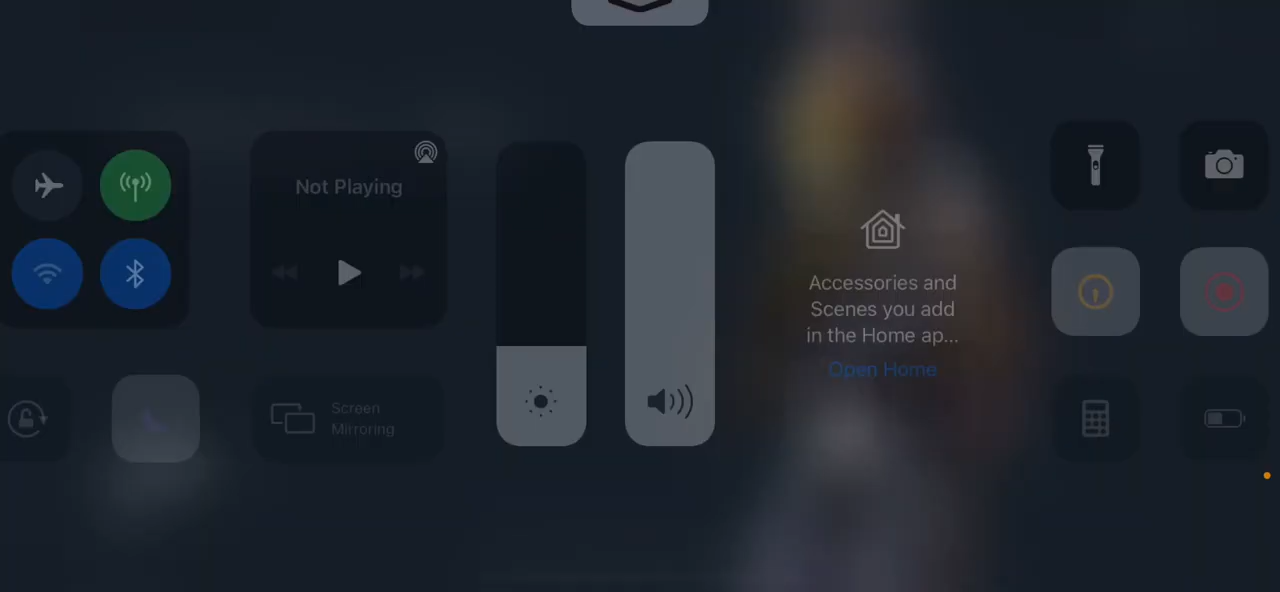 Not Playing
Screen
Mirroring
Accessories and
Scenes you add
in the Home ap...
Open Home